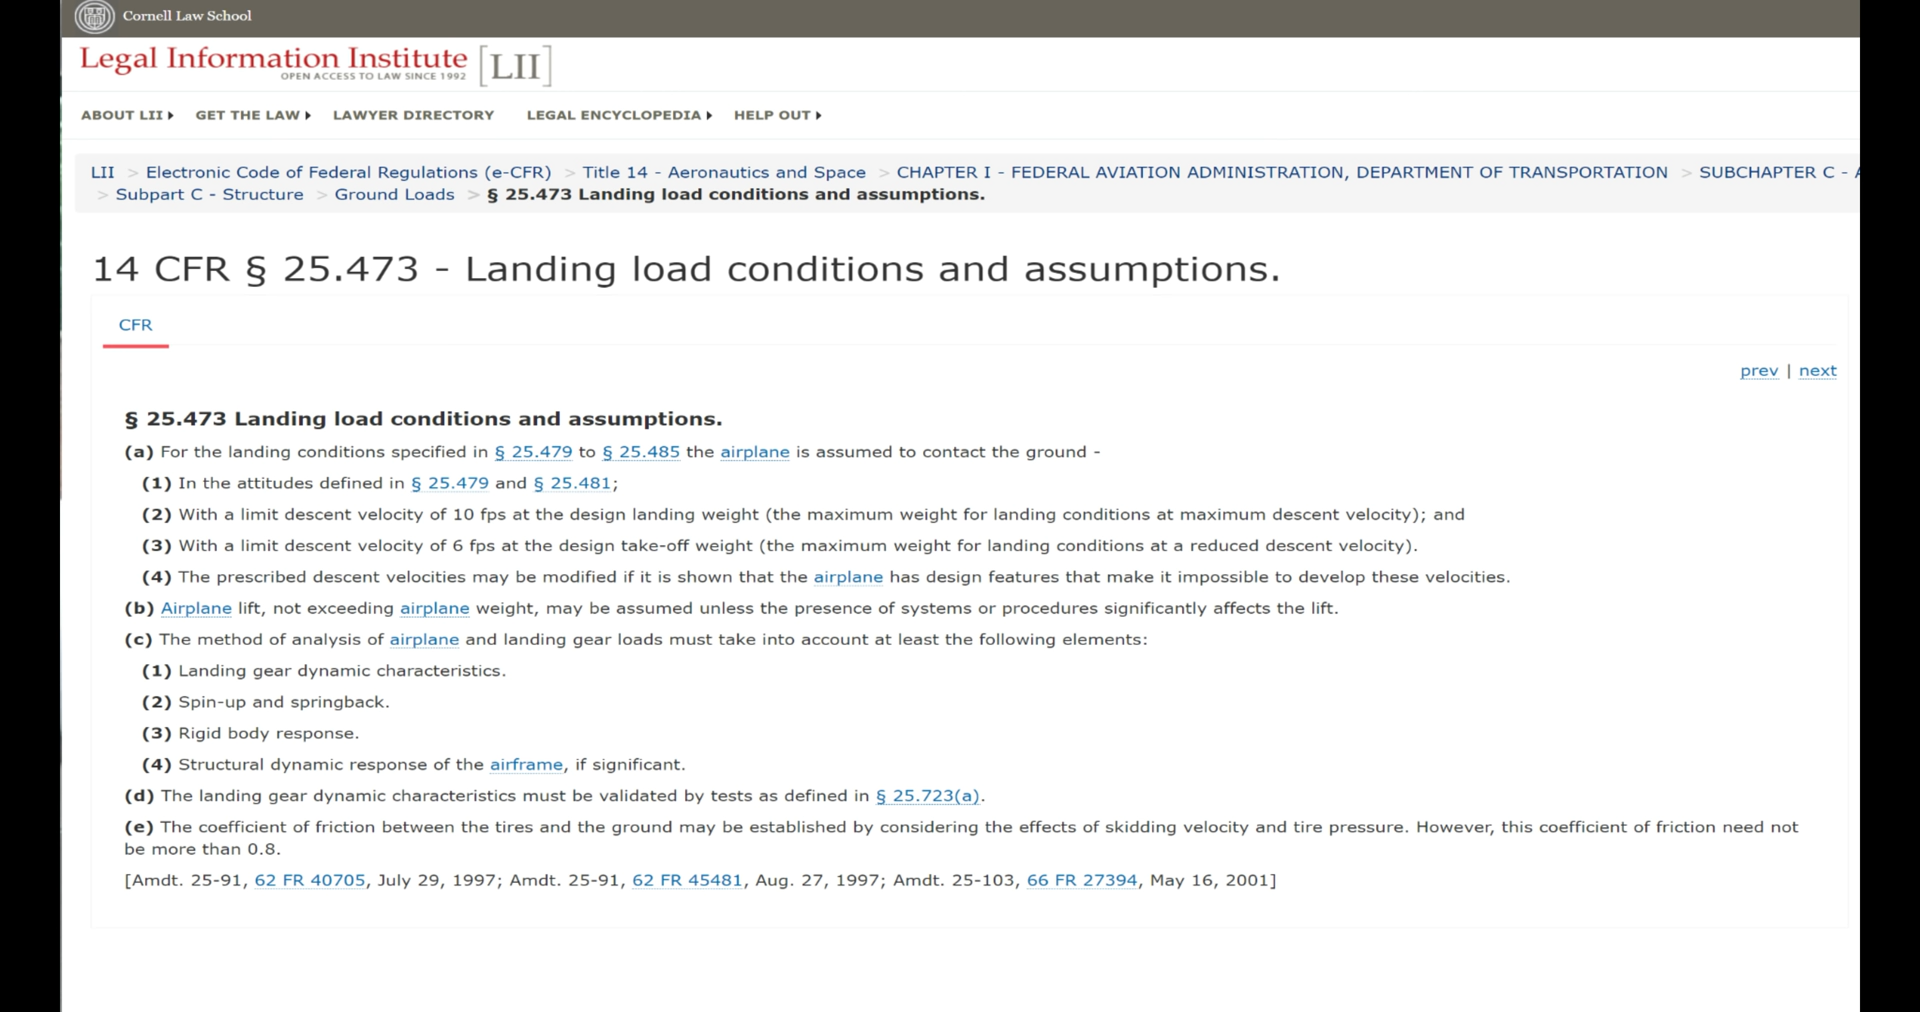 Cornell Law School
Legal Information Institute [LII]
OPEN ACCESS TO LAW SINCE 1992
ABOUT LII GET THE LAW LAWYER DIRECTORY LEGAL ENCYCLOPEDIA HELP OUT
LII > Electronic Code of Federal Regulations (e-CFR) > Title 14 - Aeronautics and Space > CHAPTER I - FEDERAL AVIATION ADMINISTRATION, DEPARTMENT OF TRANSPORTATION > SUBCHAPTER C -
> Subpart C - Structure > Ground Loads > § 25.473 Landing load conditions and assumptions.
14 CFR § 25.473 - Landing load conditions and assumptions.
CFR
prev | next
§ 25.473 Landing load conditions and assumptions.
(a) For the landing conditions specified in § 25.479 to § 25.485 the airplane is assumed to contact the ground -
(1) In the attitudes defined in § 25.479 and § 25.481;
(2) With a limit descent velocity of 10 fps at the design landing weight (the maximum weight for landing conditions at maximum descent velocity); and
(3) With a limit descent velocity of 6 fps at the design take-off weight (the maximum weight for landing conditions at a reduced descent velocity).
(4) The prescribed descent velocities may be modified if it is shown that the airplane has design features that make it impossible to develop these velocities.
(b) Airplane lift, not exceeding airplane weight, may be assumed unless the presence of systems or procedures significantly affects the lift.
(c) The method of analysis of airplane and landing gear loads must take into account at least the following elements:
(1) Landing gear dynamic characteristics.
(2) Spin-up and springback.
(3) Rigid body response.
(4) Structural dynamic response of the airframe, if significant.
(d) The landing gear dynamic characteristics must be validated by tests as defined in § 25.723(a).
(e) The coefficient of friction between the tires and the ground may be established by considering the effects of skidding velocity and tire pressure. However, this coefficient of friction need not
be more than 0.8.
[Amdt. 25-91, 62 FR 40705, July 29, 1997; Amdt. 25-91, 62 FR 45481, Aug. 27, 1997; Amdt. 25-103, 66 FR 27394, May 16, 2001]